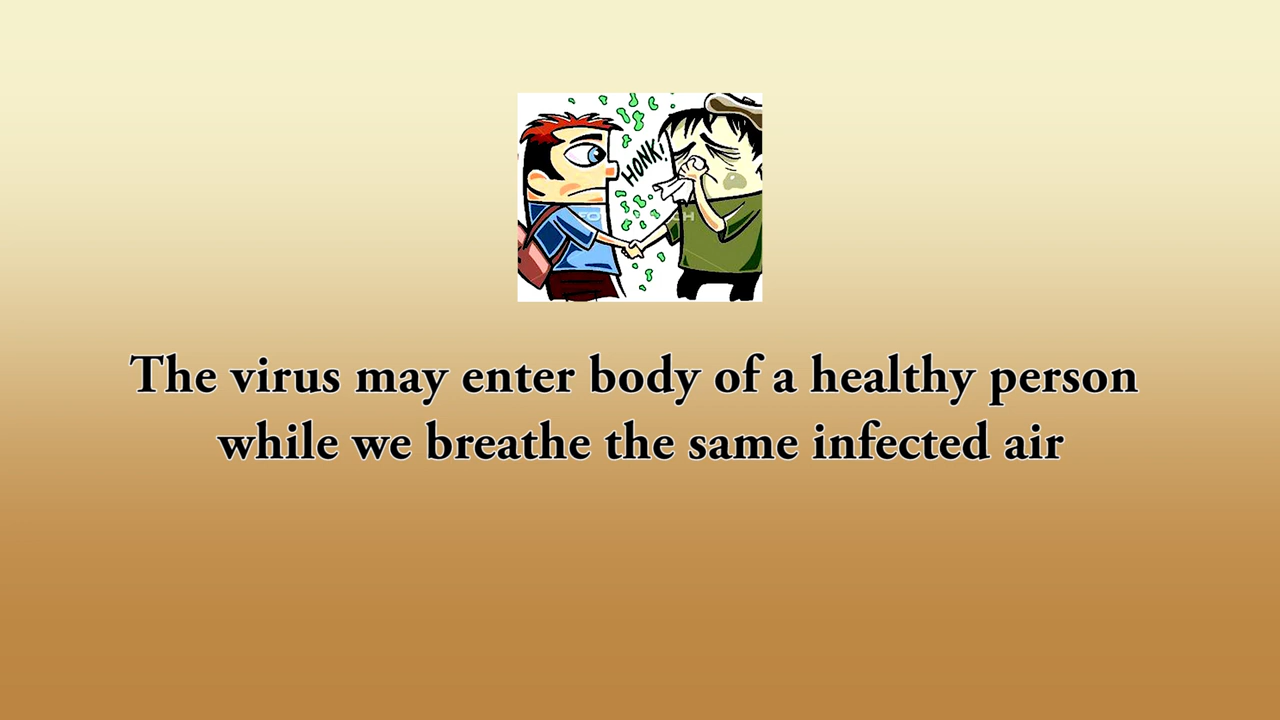 HONK!
The virus may enter body of a healthy person
while we breathe the same infected air